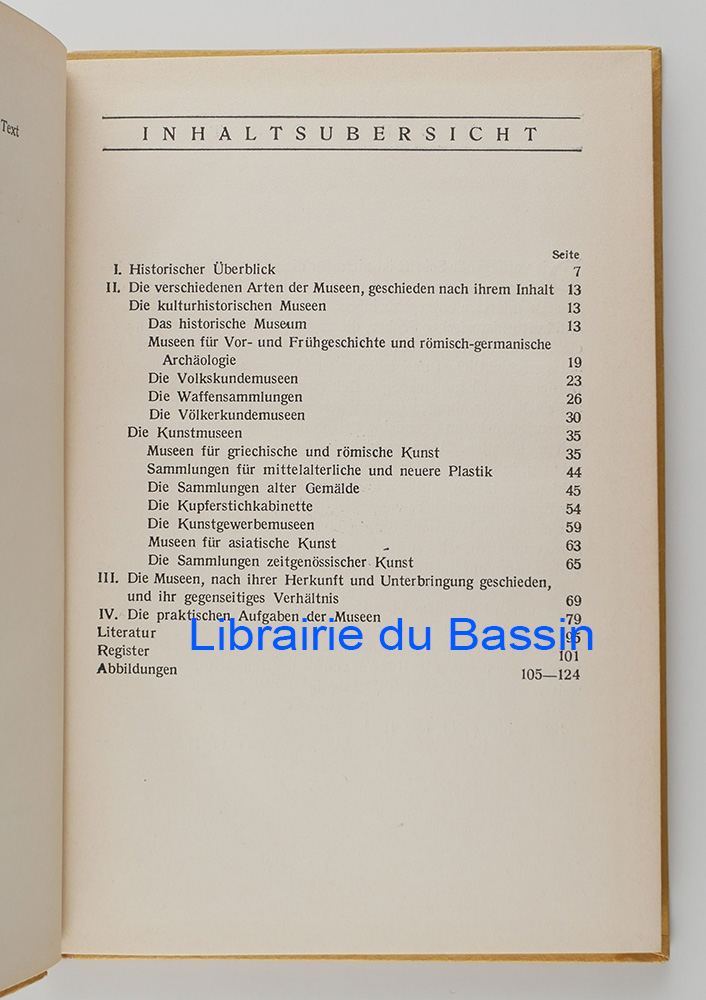 Text
INHALTSUBERSICHT
Seite
I. Historischer Überblick 7
II. Die verschiedenen Arten der Museen, geschieden nach ihrem Inhalt 13
Die kulturhistorischen Museen 13
Das historische Museum 13
Museen für Vor- und Frühgeschichte und römisch-germanische
Archäologie 19
Die Volkskundemuseen 23
Die Waffensammlungen 26
Die Völkerkundemuseen 30
Die Kunstmuseen 35
Museen für griechische und römische Kunst 35
Sammlungen für mittelalterliche und neuere Plastik 44
Die Sammlungen alter Gemälde 45
Die Kupferstichkabinette 54
Die Kunstgewerbemuseen 59
Museen für asiatische Kunst 63
Die Sammlungen zeitgenössischer Kunst 65
III. Die Museen, nach ihrer Herkunft und Unterbringung geschieden,
und ihr gegenseitiges Verhältnis 69
IV. Die praktischen Aufgaben der Museen 79
Literatur 95
Register 101
Abbildungen 105—124
Librairie du Bassin